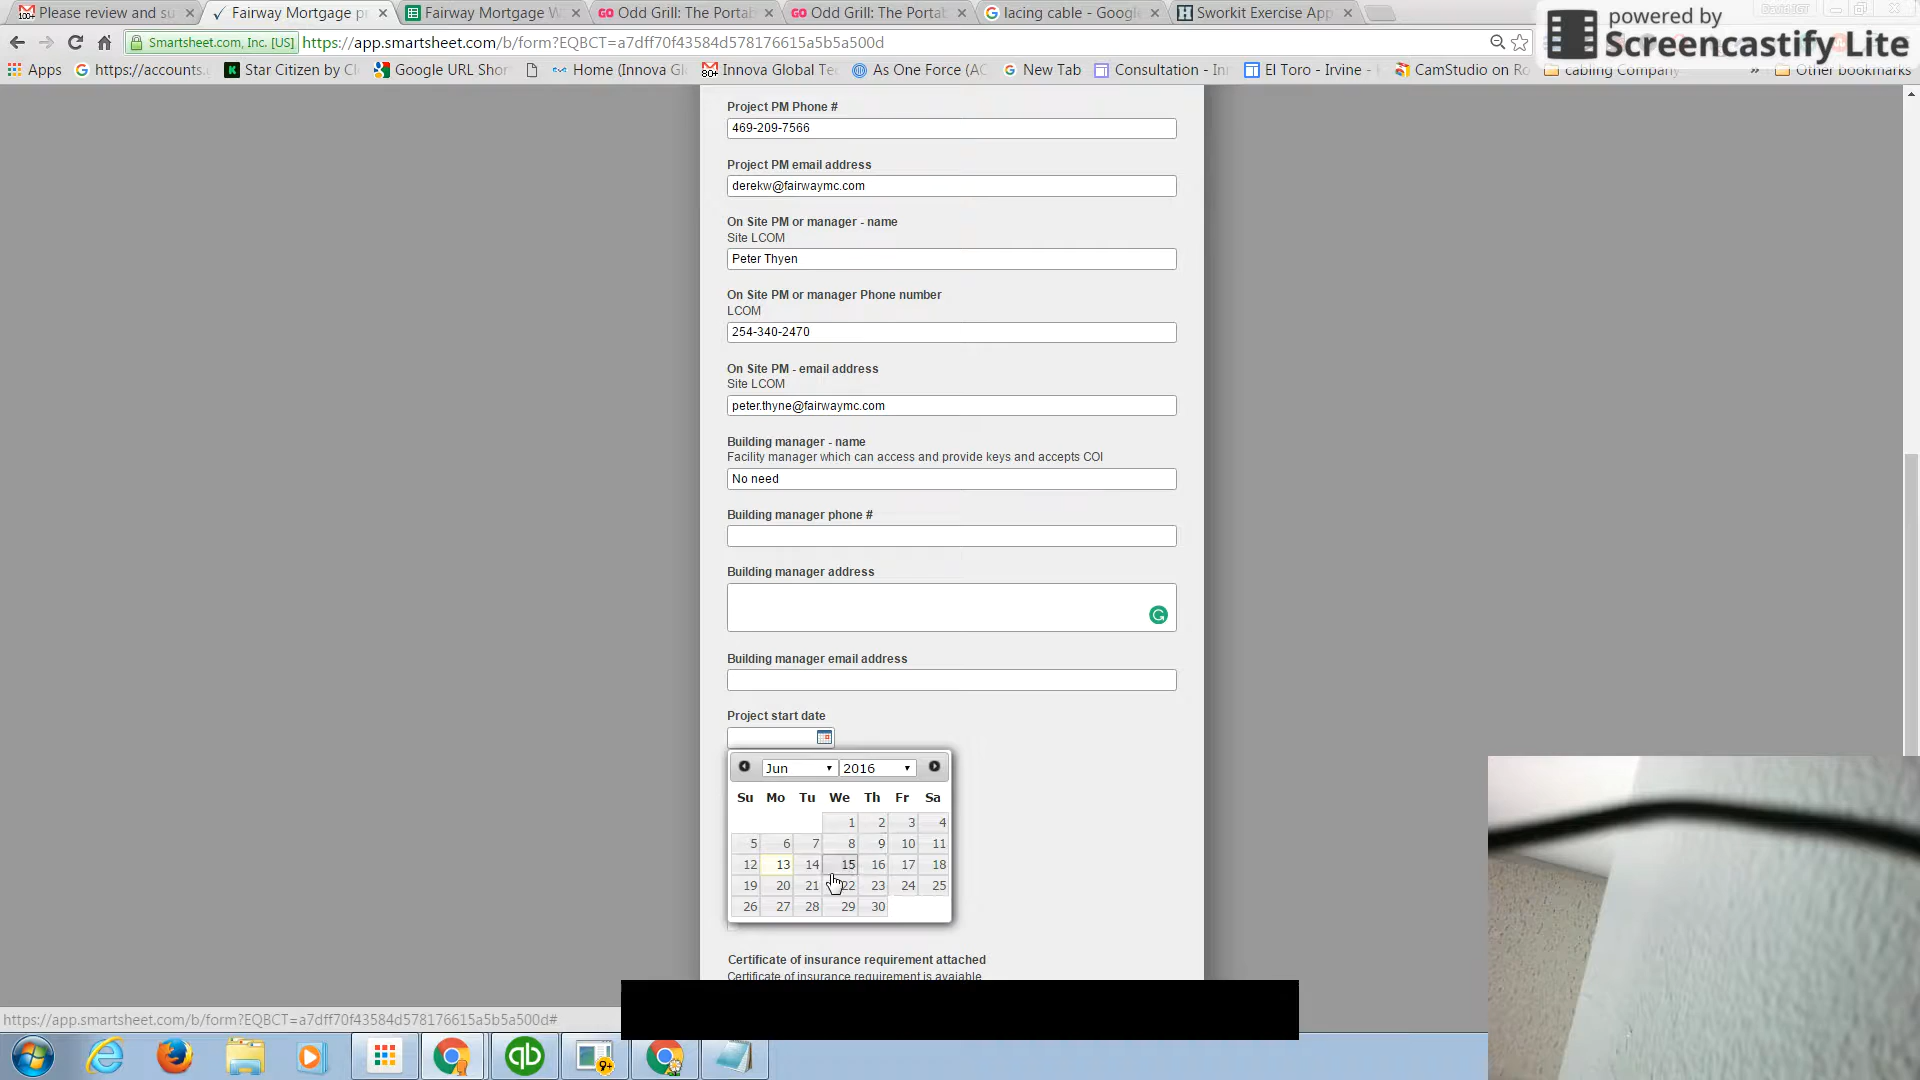 100+ Please review and su
Fairway Mortgage pr
Fairway Mortgage W
Odd Grill: The Portab
Odd Grill: The Portab
lacing cable - Google
Sworkit Exercise App
powered by
Screencastify Lite
Smartsheet.com, Inc. [US] https://app.smartsheet.com/b/form?EQBCT=a7dff70f43584d578176615a5b5a500d
Apps https://accounts. Star Citizen by Cl Google URL Shor Home (Innova Gl 80+ Innova Global Te As One Force (AC New Tab Consultation - Inn El Toro - Irvine - CamStudio on Ro cabling Company » Other bookmarks
Project PM Phone #
469-209-7566
Project PM email address
derekw@fairwaymc.com
On Site PM or manager - name
Site LCOM
Peter Thyen
On Site PM or manager Phone number
LCOM
254-340-2470
On Site PM - email address
Site LCOM
peter.thyne@fairwaymc.com
Building manager - name
Facility manager which can access and provide keys and accepts COI
No need
Building manager phone #
Building manager address
Building manager email address
Project start date
Jun 2016
Su Mo Tu We Th Fr Sa
1 2 3 4
5 6 7 8 9 10 11
12 13 14 15 16 17 18
19 20 21 22 23 24 25
26 27 28 29 30
Certificate of insurance requirement attached
Certificate of insurance requirement is avaiable
https://app.smartsheet.com/b/form?EQBCT=a7dff70f43584d578176615a5b5a500d#
qb
9+